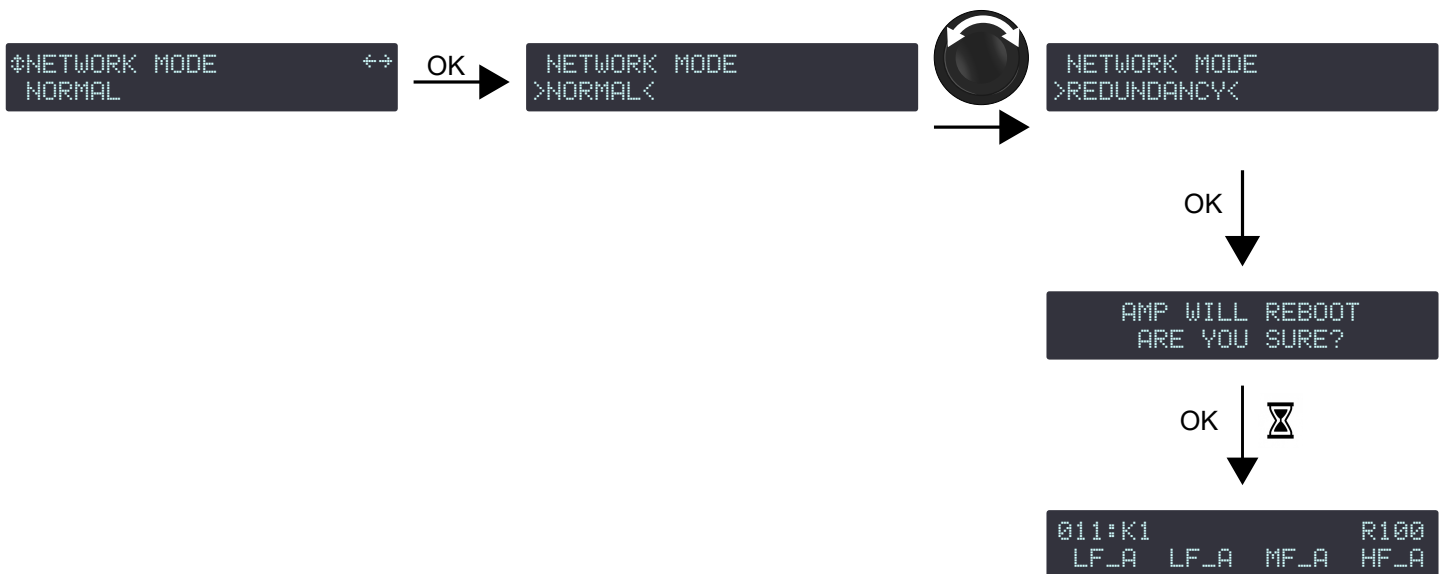 ↕NETWORK MODE ↔
NORMAL
OK
NETWORK MODE
>NORMAL<
NETWORK MODE
>REDUNDANCY<
OK
AMP WILL REBOOT
ARE YOU SURE?
OK
011:K1 R100
LF_A LF_A MF_A HF_A